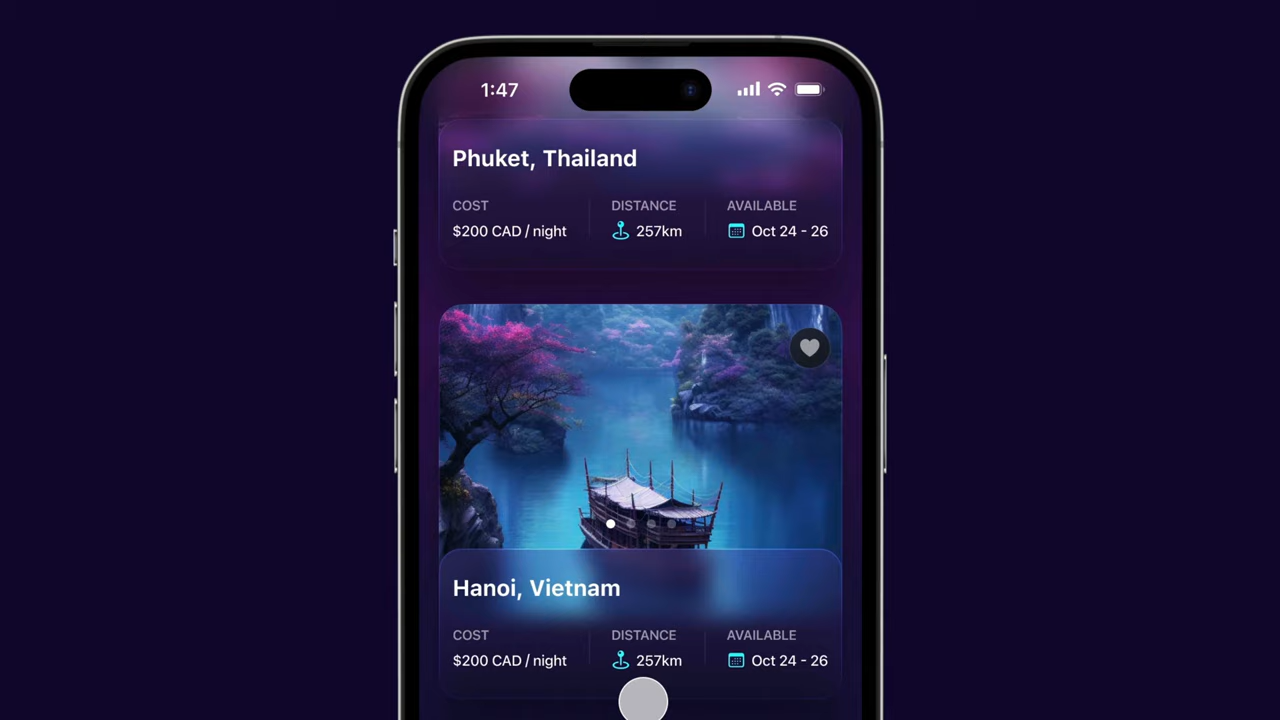 1:47
Phuket, Thailand
COST DISTANCE AVAILABLE
$200 CAD / night 257km Oct 24 - 26
Hanoi, Vietnam
COST DISTANCE AVAILABLE
$200 CAD / night 257km Oct 24 - 26